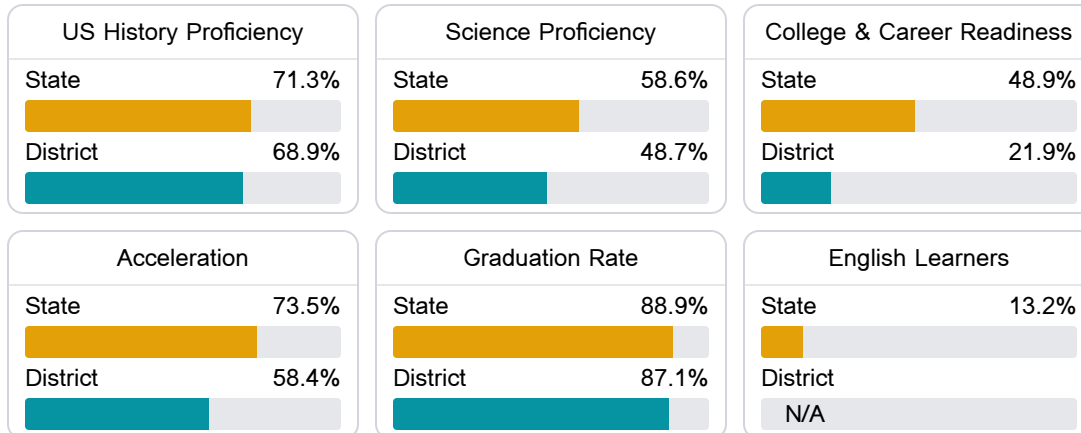 US History Proficiency
State 71.3%
District 68.9%
Science Proficiency
State 58.6%
District 48.7%
College & Career Readiness
State 48.9%
District 21.9%
Acceleration
State 73.5%
District 58.4%
Graduation Rate
State 88.9%
District 87.1%
English Learners
State 13.2%
District
N/A